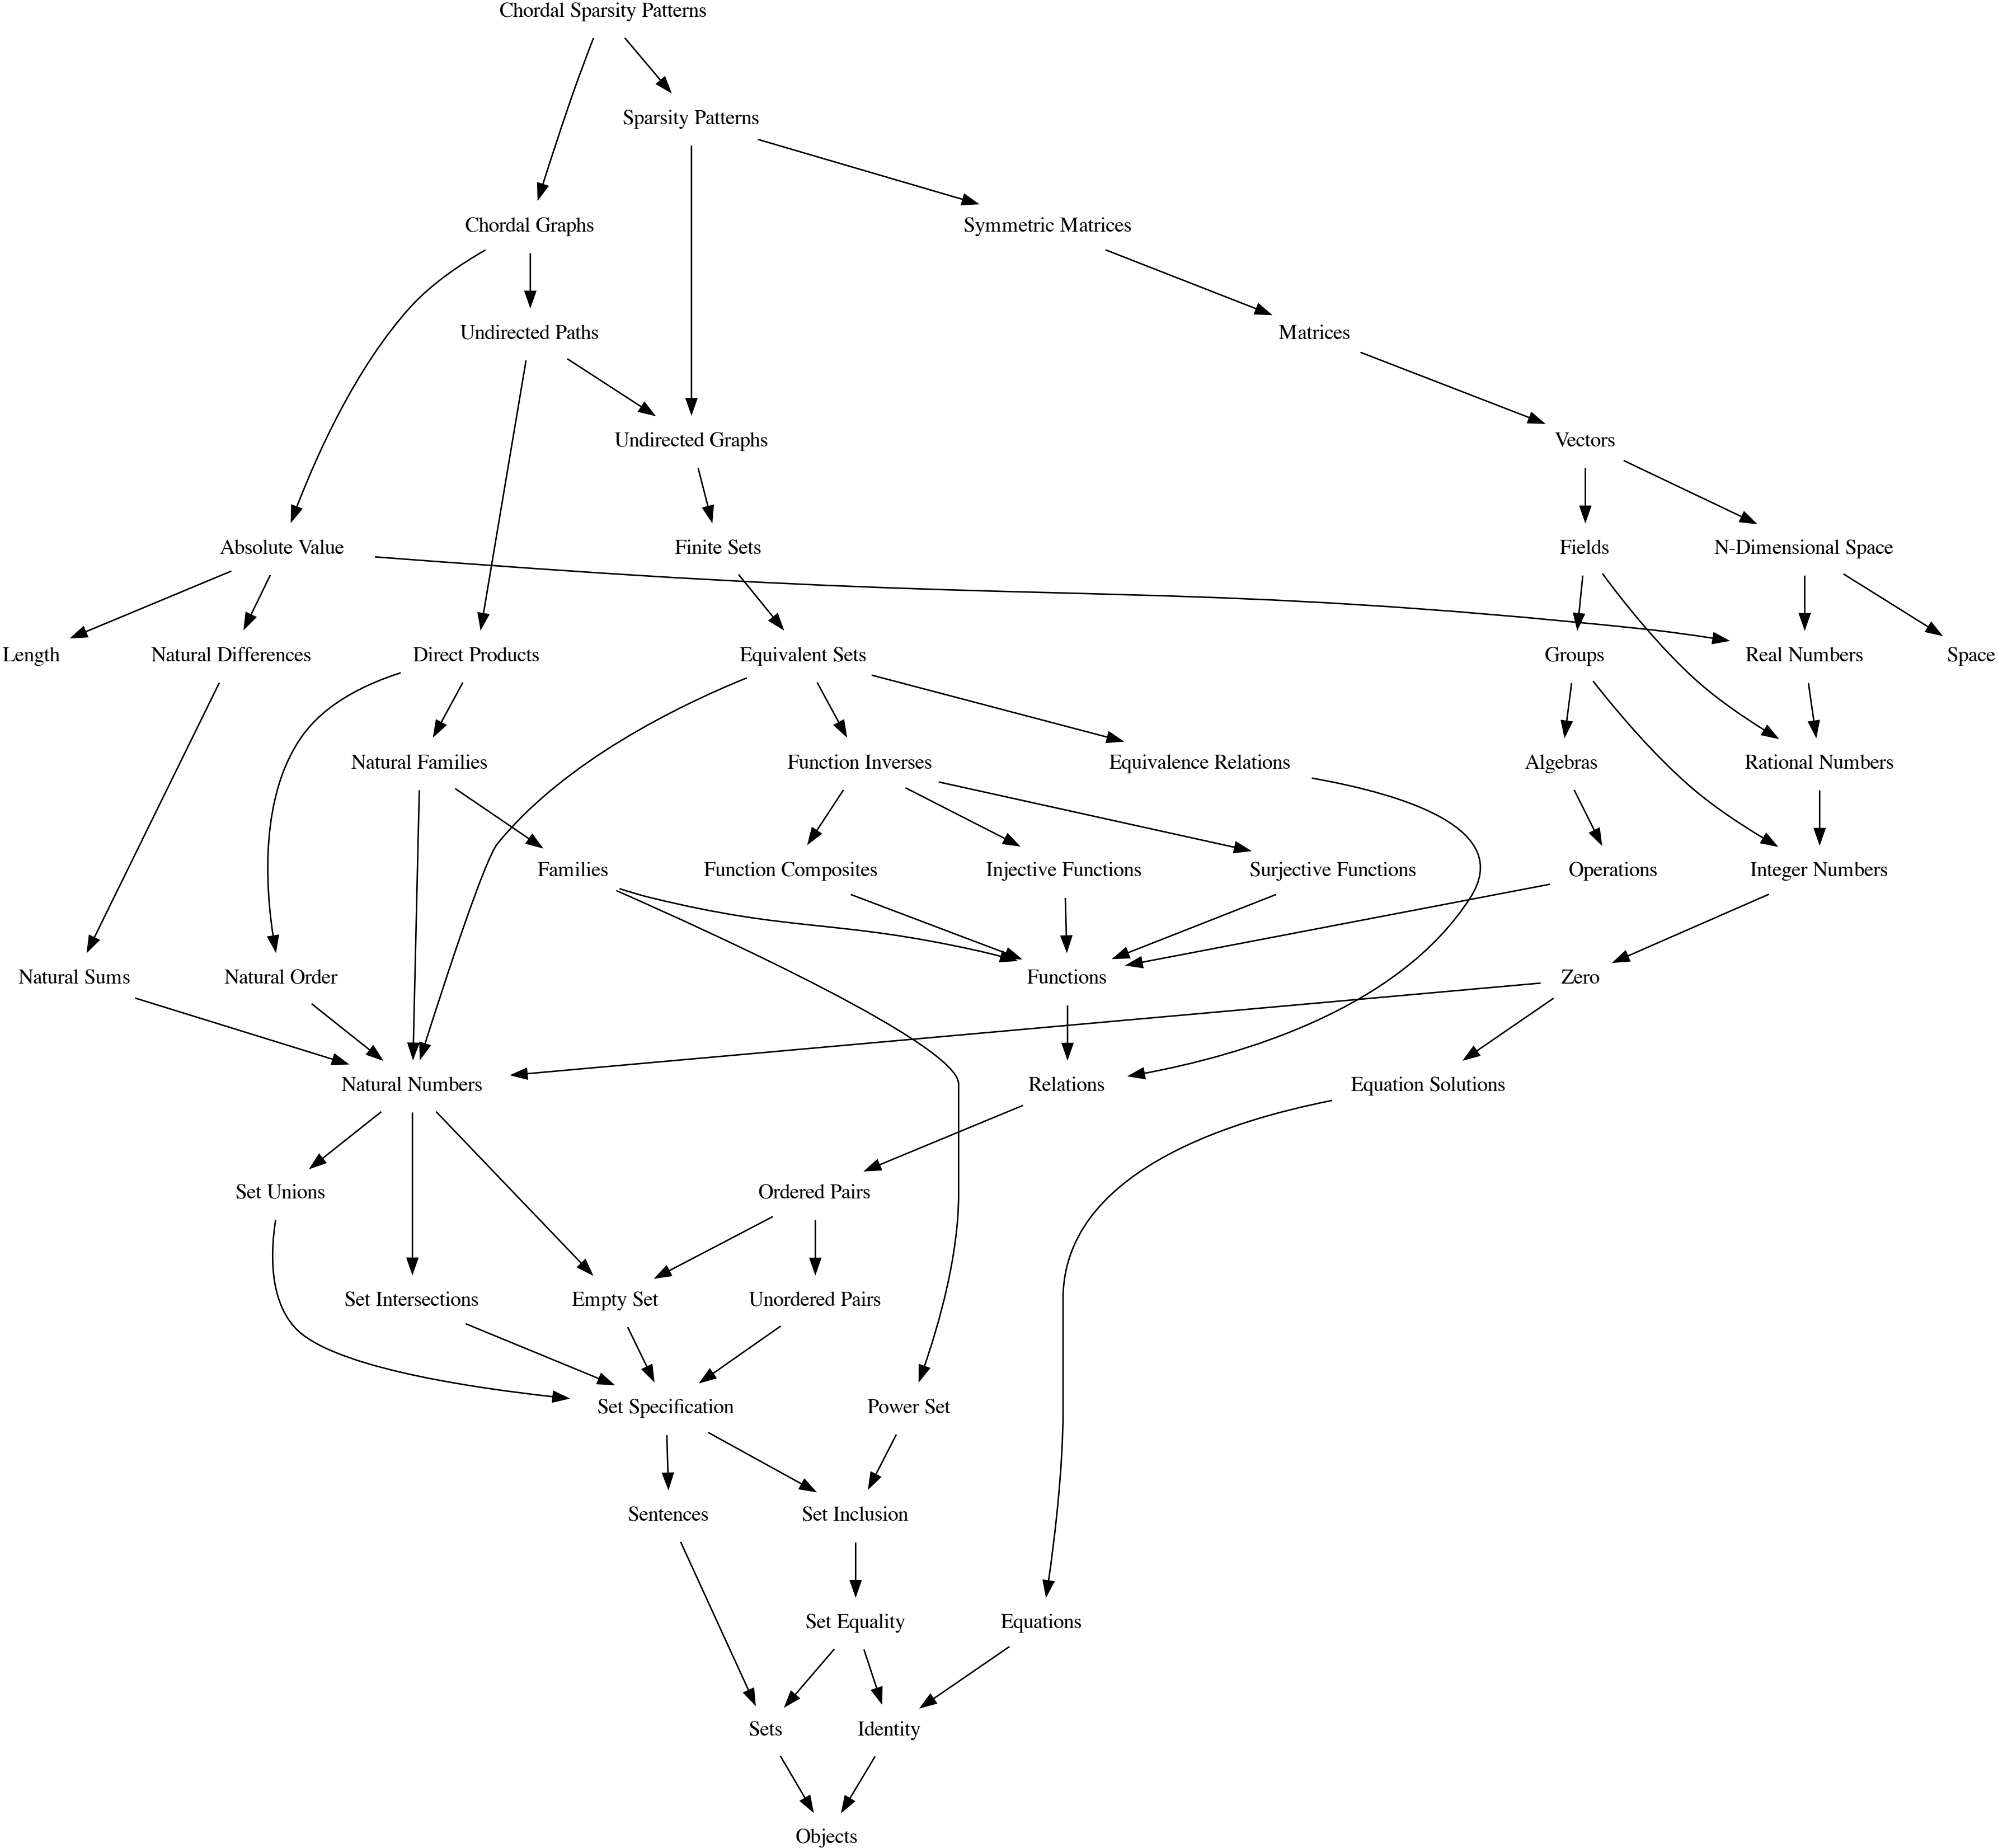 Chordal Sparsity Patterns
Sparsity Patterns
Chordal Graphs
Symmetric Matrices
Undirected Paths
Matrices
Undirected Graphs
Vectors
Absolute Value
Finite Sets
Fields
N-Dimensional Space
Length
Natural Differences
Direct Products
Equivalent Sets
Groups
Real Numbers
Space
Natural Families
Function Inverses
Equivalence Relations
Algebras
Rational Numbers
Families
Function Composites
Injective Functions
Surjective Functions
Operations
Integer Numbers
Natural Sums
Natural Order
Functions
Zero
Natural Numbers
Relations
Equation Solutions
Set Unions
Ordered Pairs
Set Intersections
Empty Set
Unordered Pairs
Set Specification
Power Set
Sentences
Set Inclusion
Set Equality
Equations
Sets
Identity
Objects